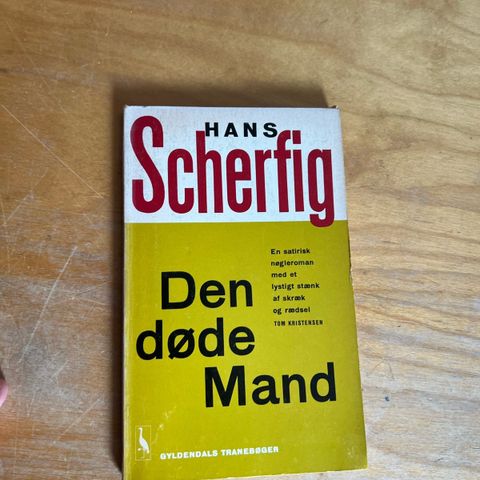 HANS
Scherfig
En satirisk
nøgleroman
med et
lystigt stænk
af skræk
og rædsel
TOM KRISTENSEN
Den
døde
Mand
GYLDENDALS TRANEBØGER